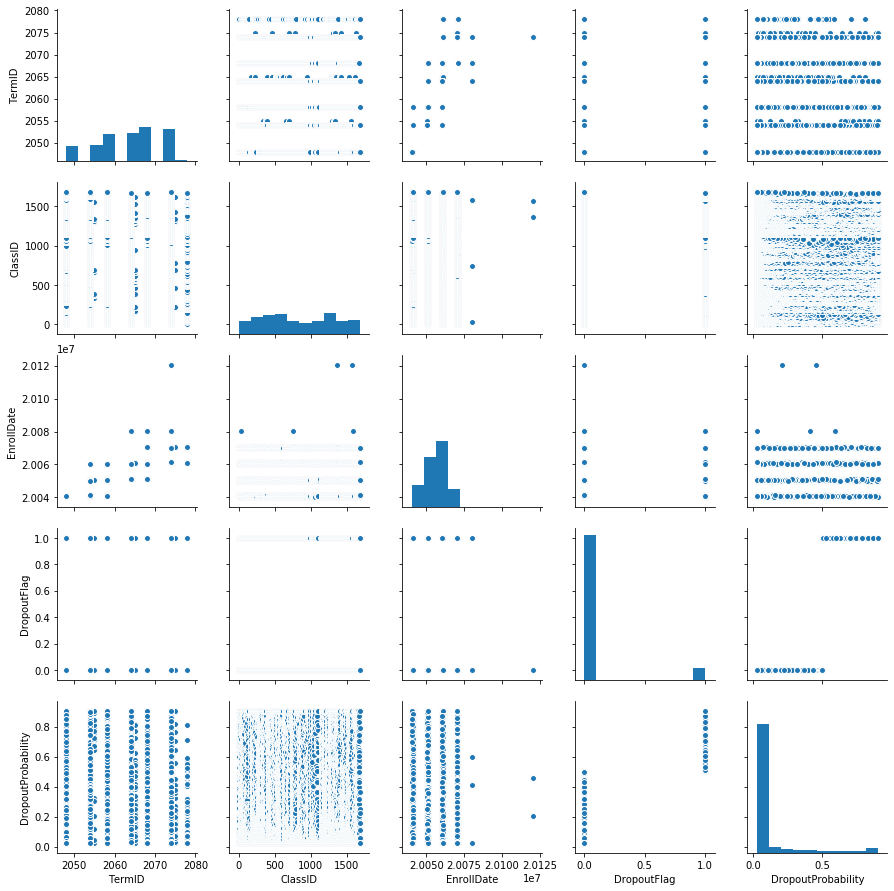 2080
2075
2070
2065
2060
2055
2050
TermID
1500
1000
500
0
ClassID
1e7
2.012
2.010
2.008
2.006
2.004
EnrollDate
1.0
0.8
0.6
0.4
0.2
0.0
DropoutFlag
0.8
0.6
0.4
0.2
0.0
DropoutProbability
2050 2060 2070 2080
TermID
0 500 1000 1500
ClassID
2.0050 2.0075 2.0100 2.0125
EnrollDate 1e7
0.0 0.5 1.0
DropoutFlag
0.0 0.5
DropoutProbability